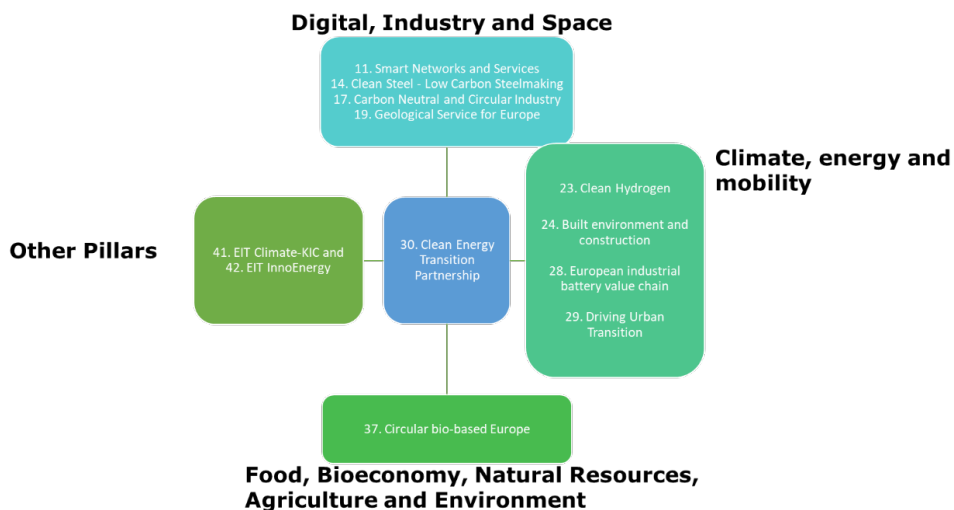 Digital, Industry and Space
11. Smart Networks and Services
14. Clean Steel - Low Carbon Steelmaking
17. Carbon Neutral and Circular Industry
19. Geological Service for Europe
Climate, energy and
mobility
23. Clean Hydrogen
24. Built environment and
construction
28. European industrial
battery value chain
29. Driving Urban
Transition
Other Pillars
41. EIT Climate-KIC and
42. EIT InnoEnergy
30. Clean Energy
Transition
Partnership
37. Circular bio-based Europe
Food, Bioeconomy, Natural Resources,
Agriculture and Environment